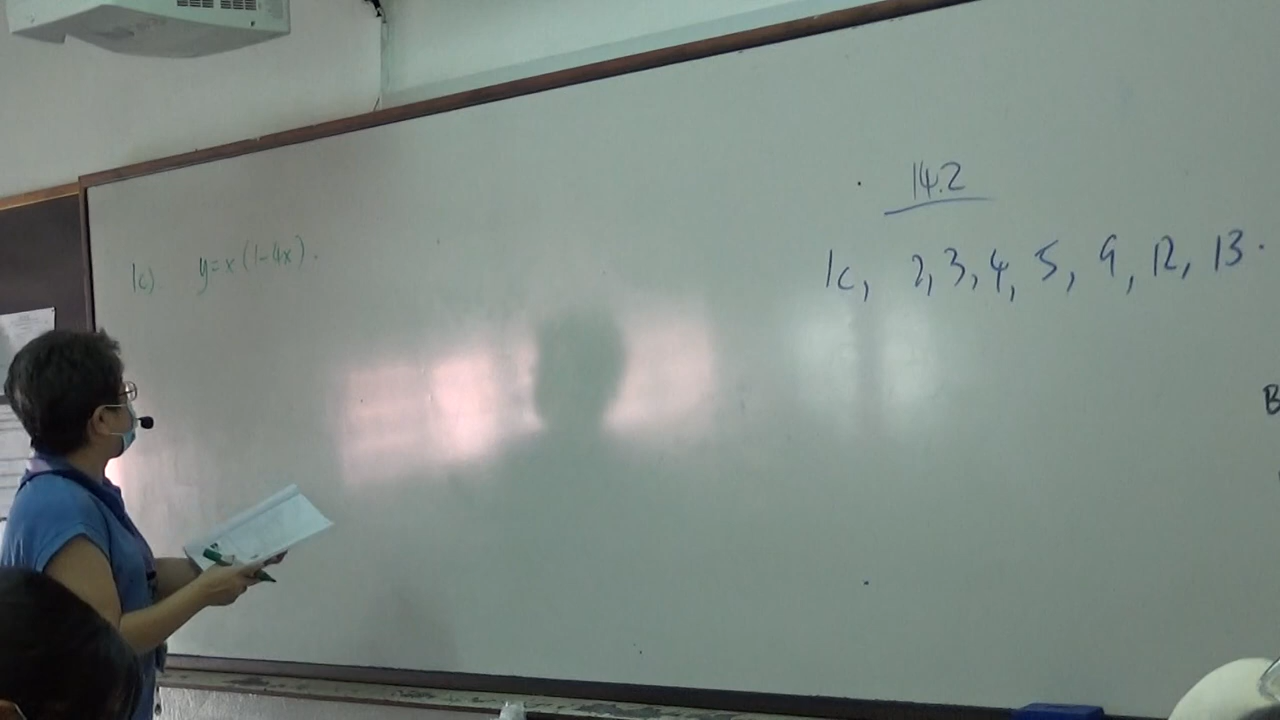 14.2
1c) y=x(1-4x).
1c, 2, 3, 4, 5, 9, 12, 13.
B